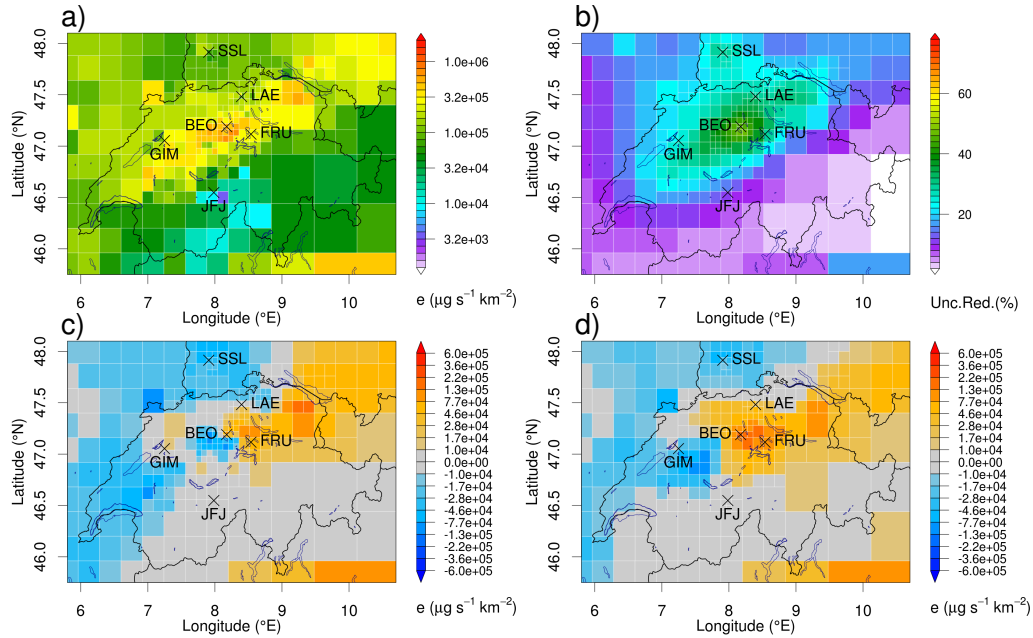 a)
48.0
47.5
47.0
46.5
46.0
Latitude (°N)
SSL
LAE
BEO
FRU
GIM
JFJ
6
7
8
9
10
Longitude (°E)
1.0e+06
3.2e+05
1.0e+05
3.2e+04
1.0e+04
3.2e+03
e (μg s⁻¹ km⁻²)
b)
48.0
47.5
47.0
46.5
46.0
Latitude (°N)
SSL
LAE
BEO
FRU
GIM
JFJ
6
7
8
9
10
Longitude (°E)
60
40
20
Unc.Red.(%)
c)
48.0
47.5
47.0
46.5
46.0
Latitude (°N)
SSL
LAE
BEO
FRU
GIM
JFJ
6
7
8
9
10
Longitude (°E)
6.0e+05
3.6e+05
2.2e+05
1.3e+05
7.7e+04
4.6e+04
2.8e+04
1.7e+04
0.0e+00
-1.7e+04
-2.8e+04
-4.6e+04
-7.7e+04
-1.3e+05
-2.2e+05
-3.6e+05
-6.0e+05
e (μg s⁻¹ km⁻²)
d)
48.0
47.5
47.0
46.5
46.0
Latitude (°N)
SSL
LAE
BEO
FRU
GIM
JFJ
6
7
8
9
10
Longitude (°E)
6.0e+05
3.6e+05
2.2e+05
1.3e+05
7.7e+04
4.6e+04
2.8e+04
1.7e+04
0.0e+00
-1.7e+04
-2.8e+04
-4.6e+04
-7.7e+04
-1.3e+05
-2.2e+05
-3.6e+05
-6.0e+05
e (μg s⁻¹ km⁻²)